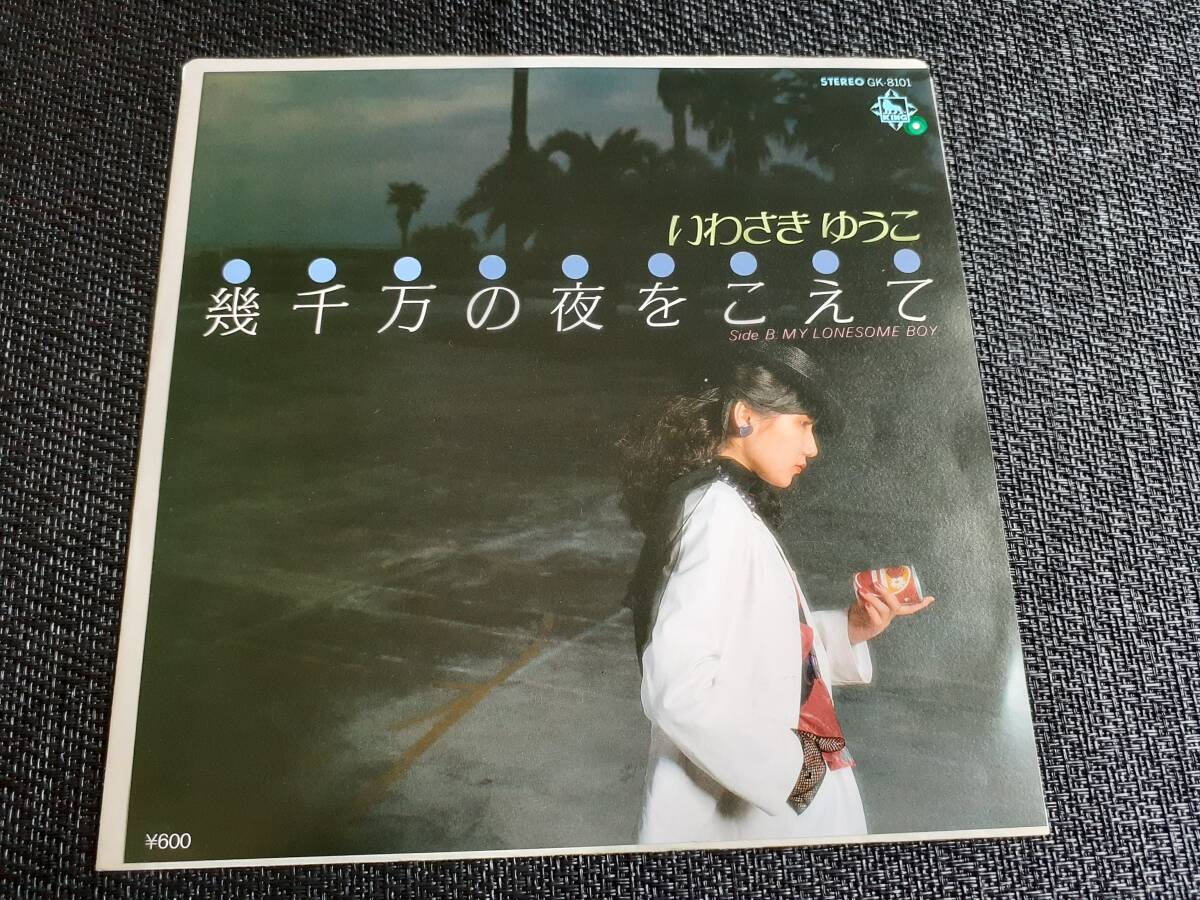 STEREO GK-8101
KING
いわさき ゆうこ
幾千万の夜をこえて
Side B: MY LONESOME BOY
¥600